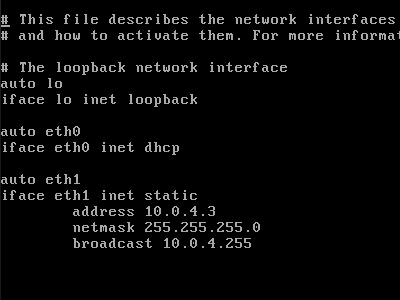 # This file describes the network interfaces
# and how to activate them. For more
# The loopback network interface
auto lo
iface lo inet loopback
auto eth0
iface eth0 inet dhcp
auto eth1
iface eth1 inet static
address 10.0.4.3
netmask 255.255.255.0
broadcast 10.0.4.255